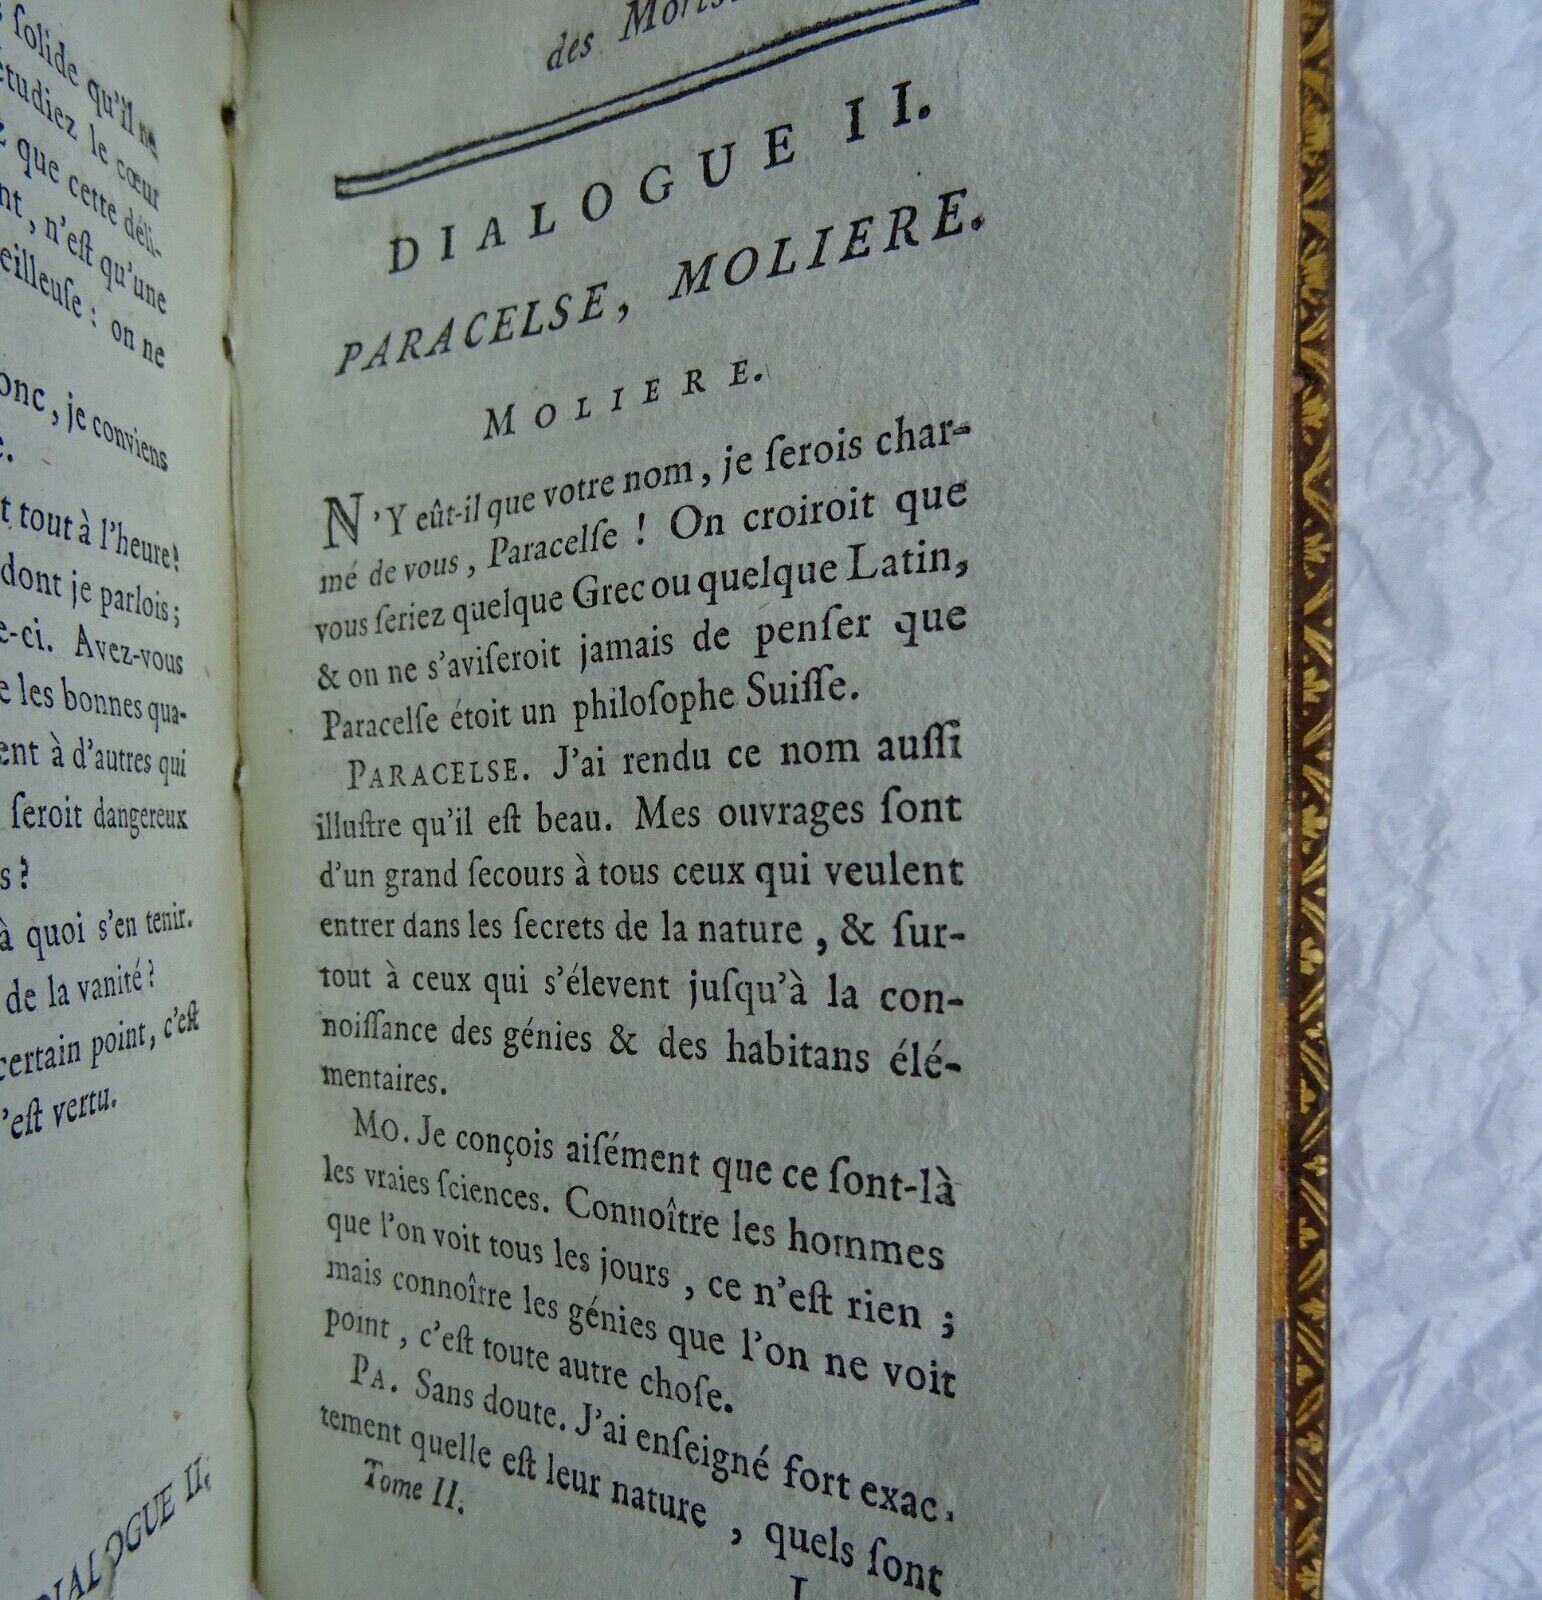 ſolide qu'il ne
étudiez le cœur
que cette déli-
nt, n'eſt qu'une
eilleuſe: on ne
onc, je conviens
e.
t tout à l'heure!
dont je parlois;
e-ci. Avez-vous
e les bonnes qua-
ent à d'autres qui
ſeroit dangereux
s?
à quoi s'en tenir.
de la vanité?
certain point, c'eſt
'eſt vertu.
DIALOGUE II.
des Morts.
DIALOGUE II.
PARACELSE, MOLIERE.
MOLIERE.
N'Y eût-il que votre nom, je ſerois char-
mé de vous, Paracelſe! On croiroit que
vous ſeriez quelque Grec ou quelque Latin,
& on ne s'aviſeroit jamais de penſer que
Paracelſe étoit un philoſophe Suiſſe.
PARACELSE. J'ai rendu ce nom auſſi
illuſtre qu'il eſt beau. Mes ouvrages ſont
d'un grand ſecours à tous ceux qui veulent
entrer dans les ſecrets de la nature, & ſur-
tout à ceux qui s'élevent juſqu'à la con-
noiſſance des génies & des habitans élé-
mentaires.
Mo. Je conçois aiſément que ce ſont-là
les vraies ſciences. Connoître les hommes
que l'on voit tous les jours, ce n'eſt rien;
mais connoître les génies que l'on ne voit
point, c'eſt toute autre choſe.
PA. Sans doute. J'ai enſeigné fort exac-
tement quelle eſt leur nature, quels ſont
Tome II.